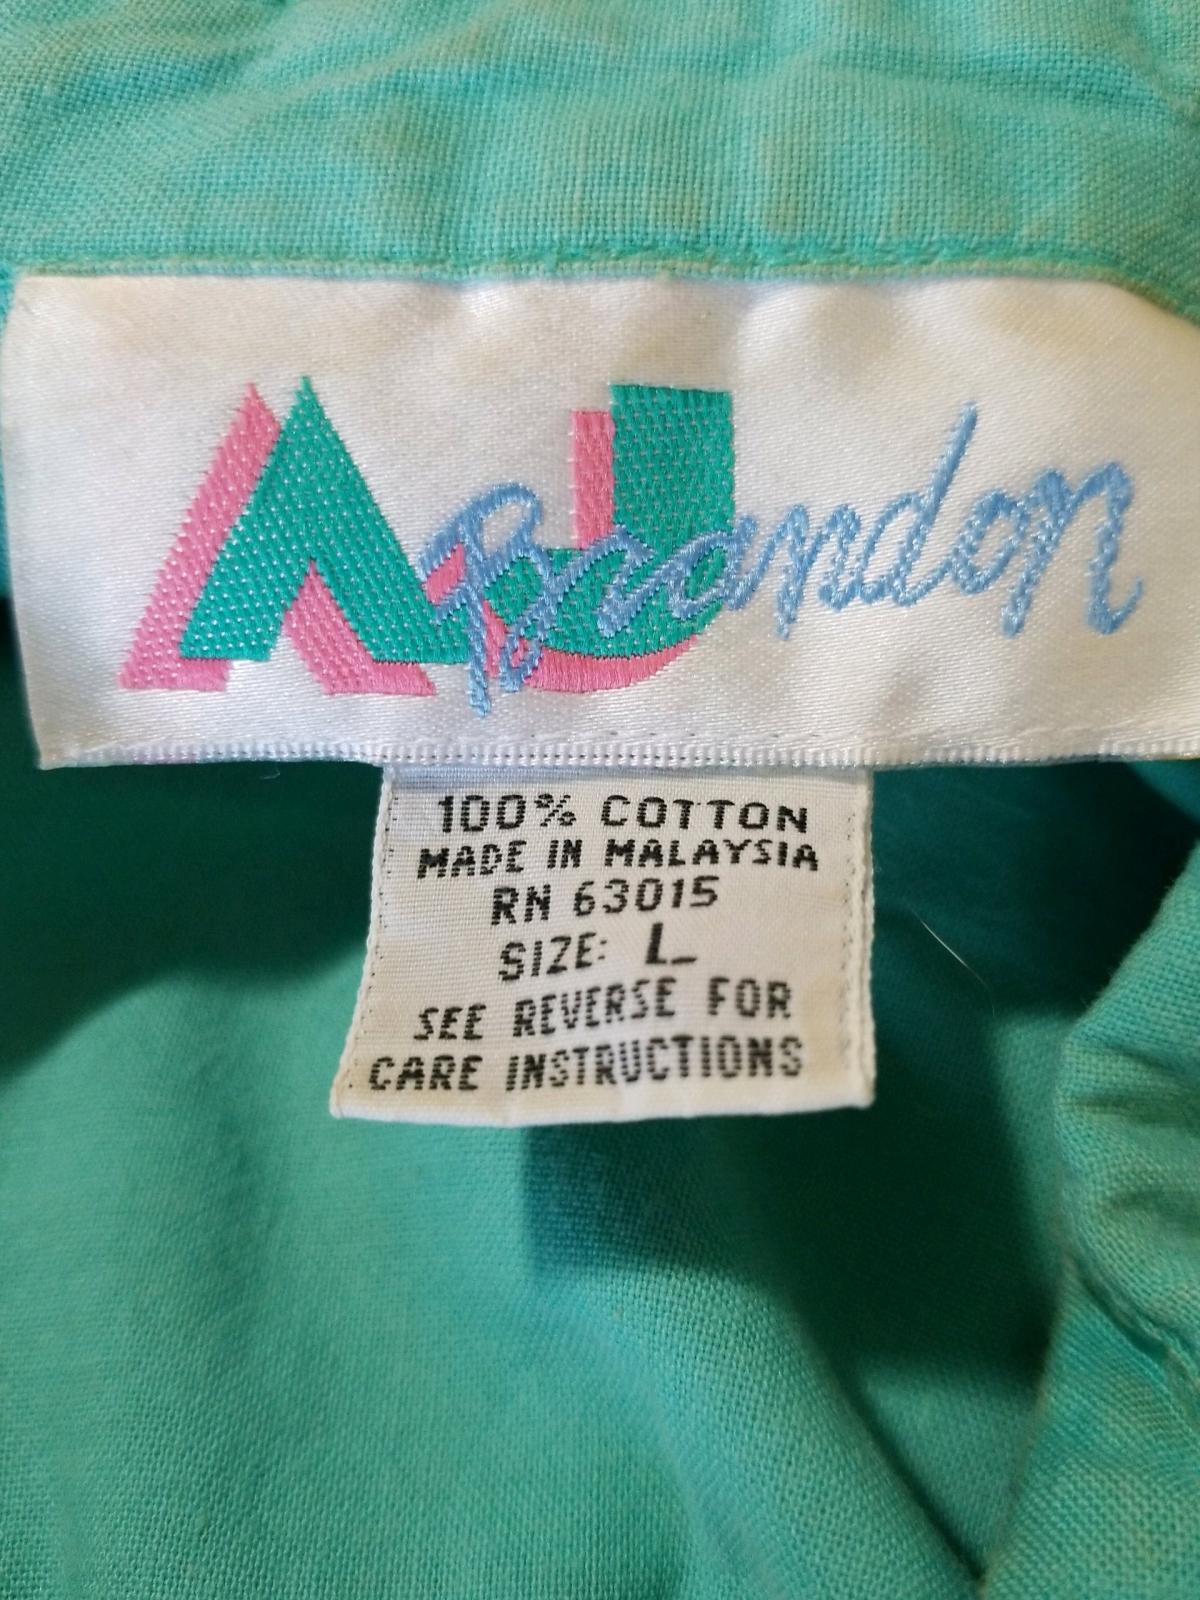 AJ Brandon
100% COTTON
MADE IN MALAYSIA
RN 63015
SIZE: L
SEE REVERSE FOR
CARE INSTRUCTIONS